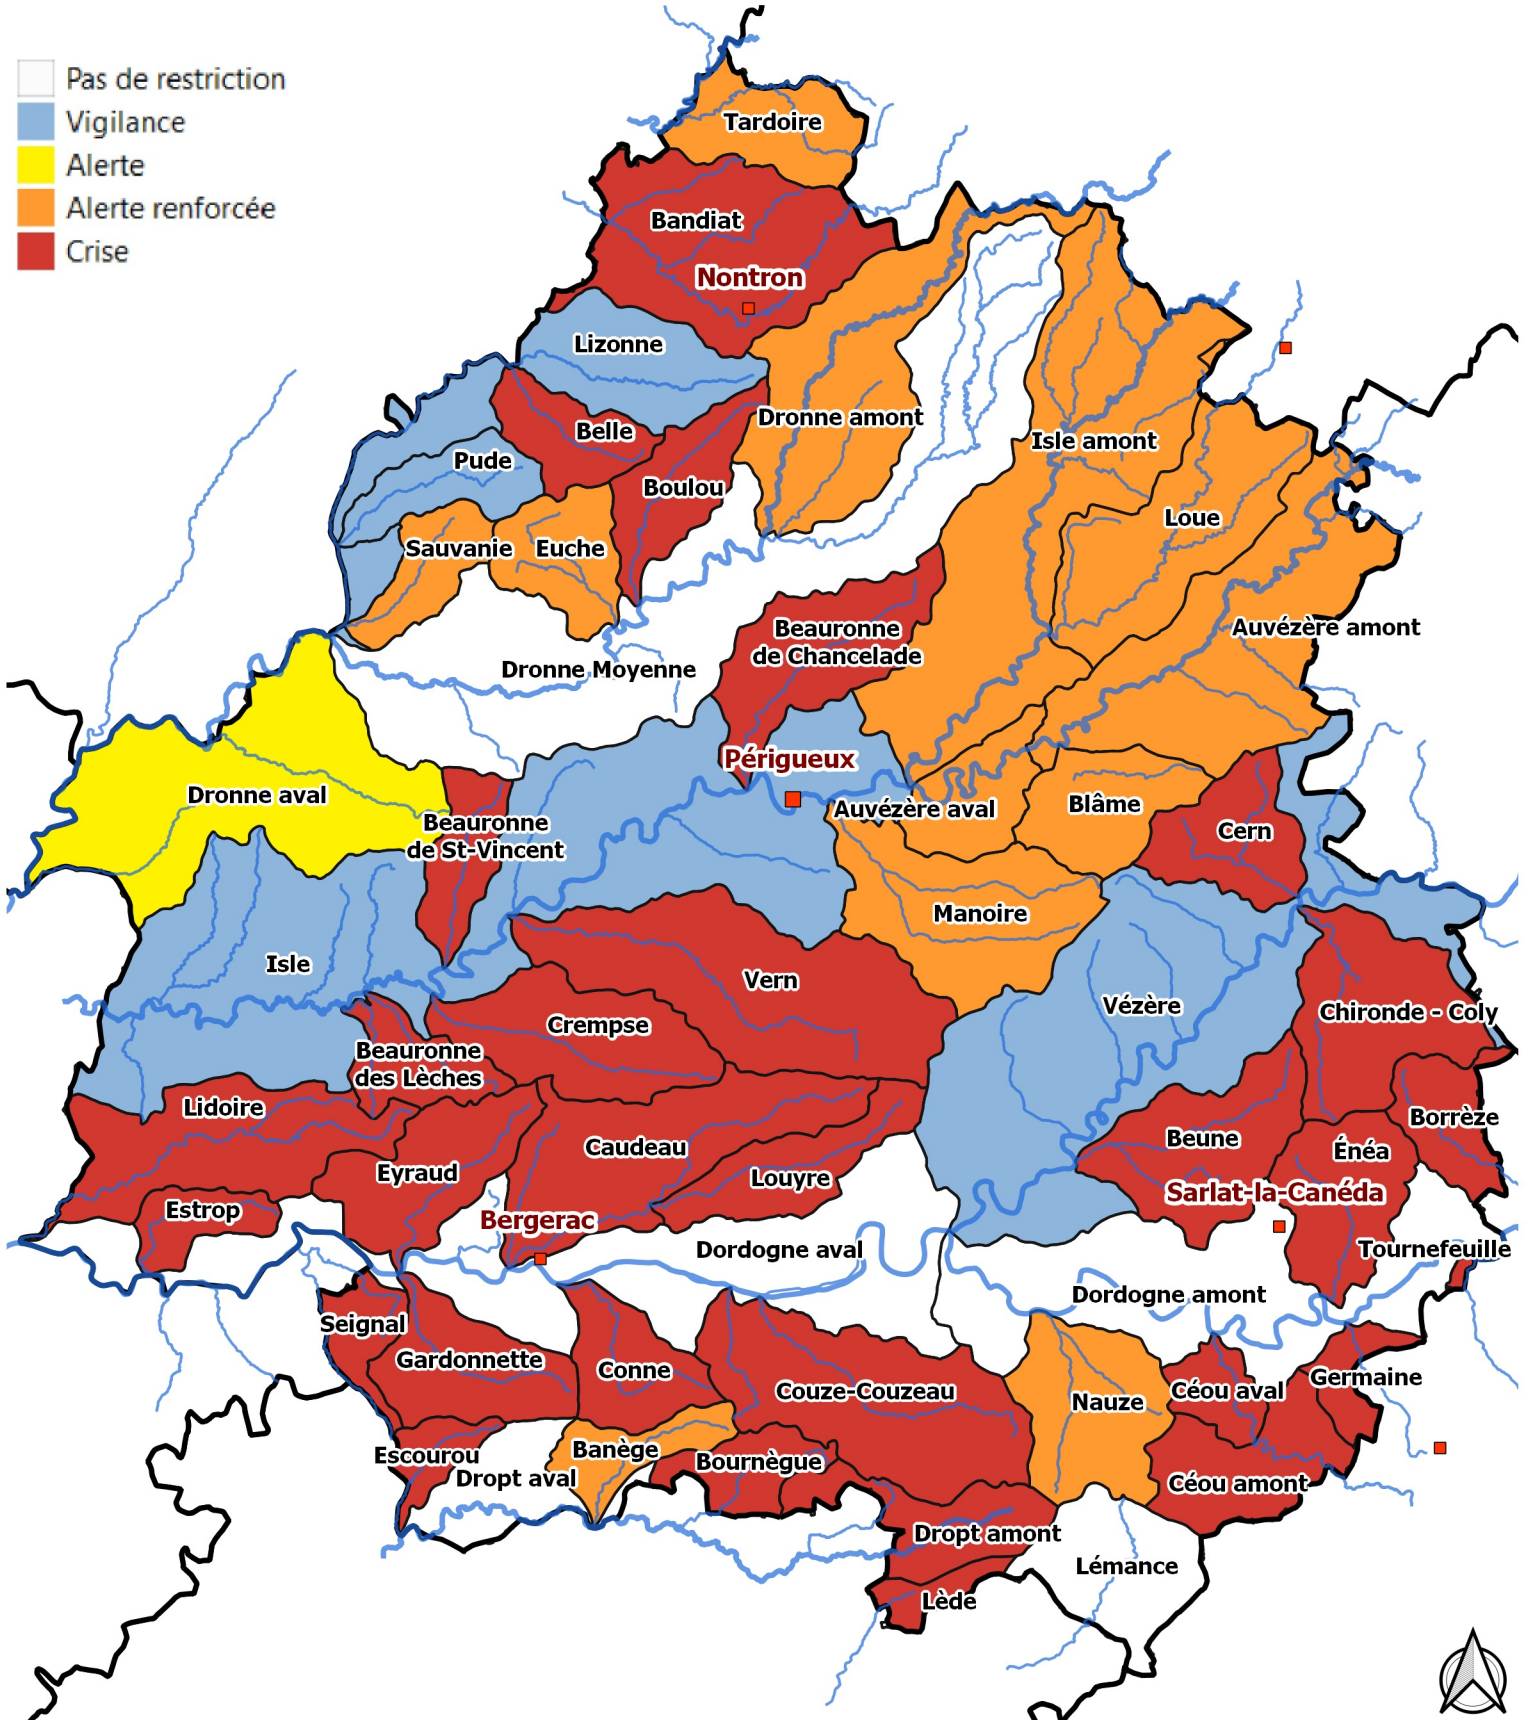 Pas de restriction
Vigilance
Alerte
Alerte renforcée
Crise
Tardoire
Bandiat
Nontron
Lizonne
Dronne amont
Belle
Isle amont
Pude
Boulou
Loue
Sauvanie
Euche
Auvézère amont
Beauronne
de Chancelade
Dronne Moyenne
Périgueux
Dronne aval
Auvézère aval
Blâme
Beauronne
de St-Vincent
Cern
Manoire
Isle
Vern
Vézère
Chironde - Coly
Crempse
Beauronne
des Lèches
Lidoire
Borrèze
Beune
Caudeau
Énéa
Eyraud
Louyre
Sarlat-la-Canéda
Estrop
Bergerac
Dordogne aval
Tournefeuille
Dordogne amont
Seignal
Gardonnette
Conne
Germaine
Couze-Couzeau
Céou aval
Nauze
Banège
Escourou
Bournègue
Dropt aval
Céou amont
Dropt amont
Lémance
Lède